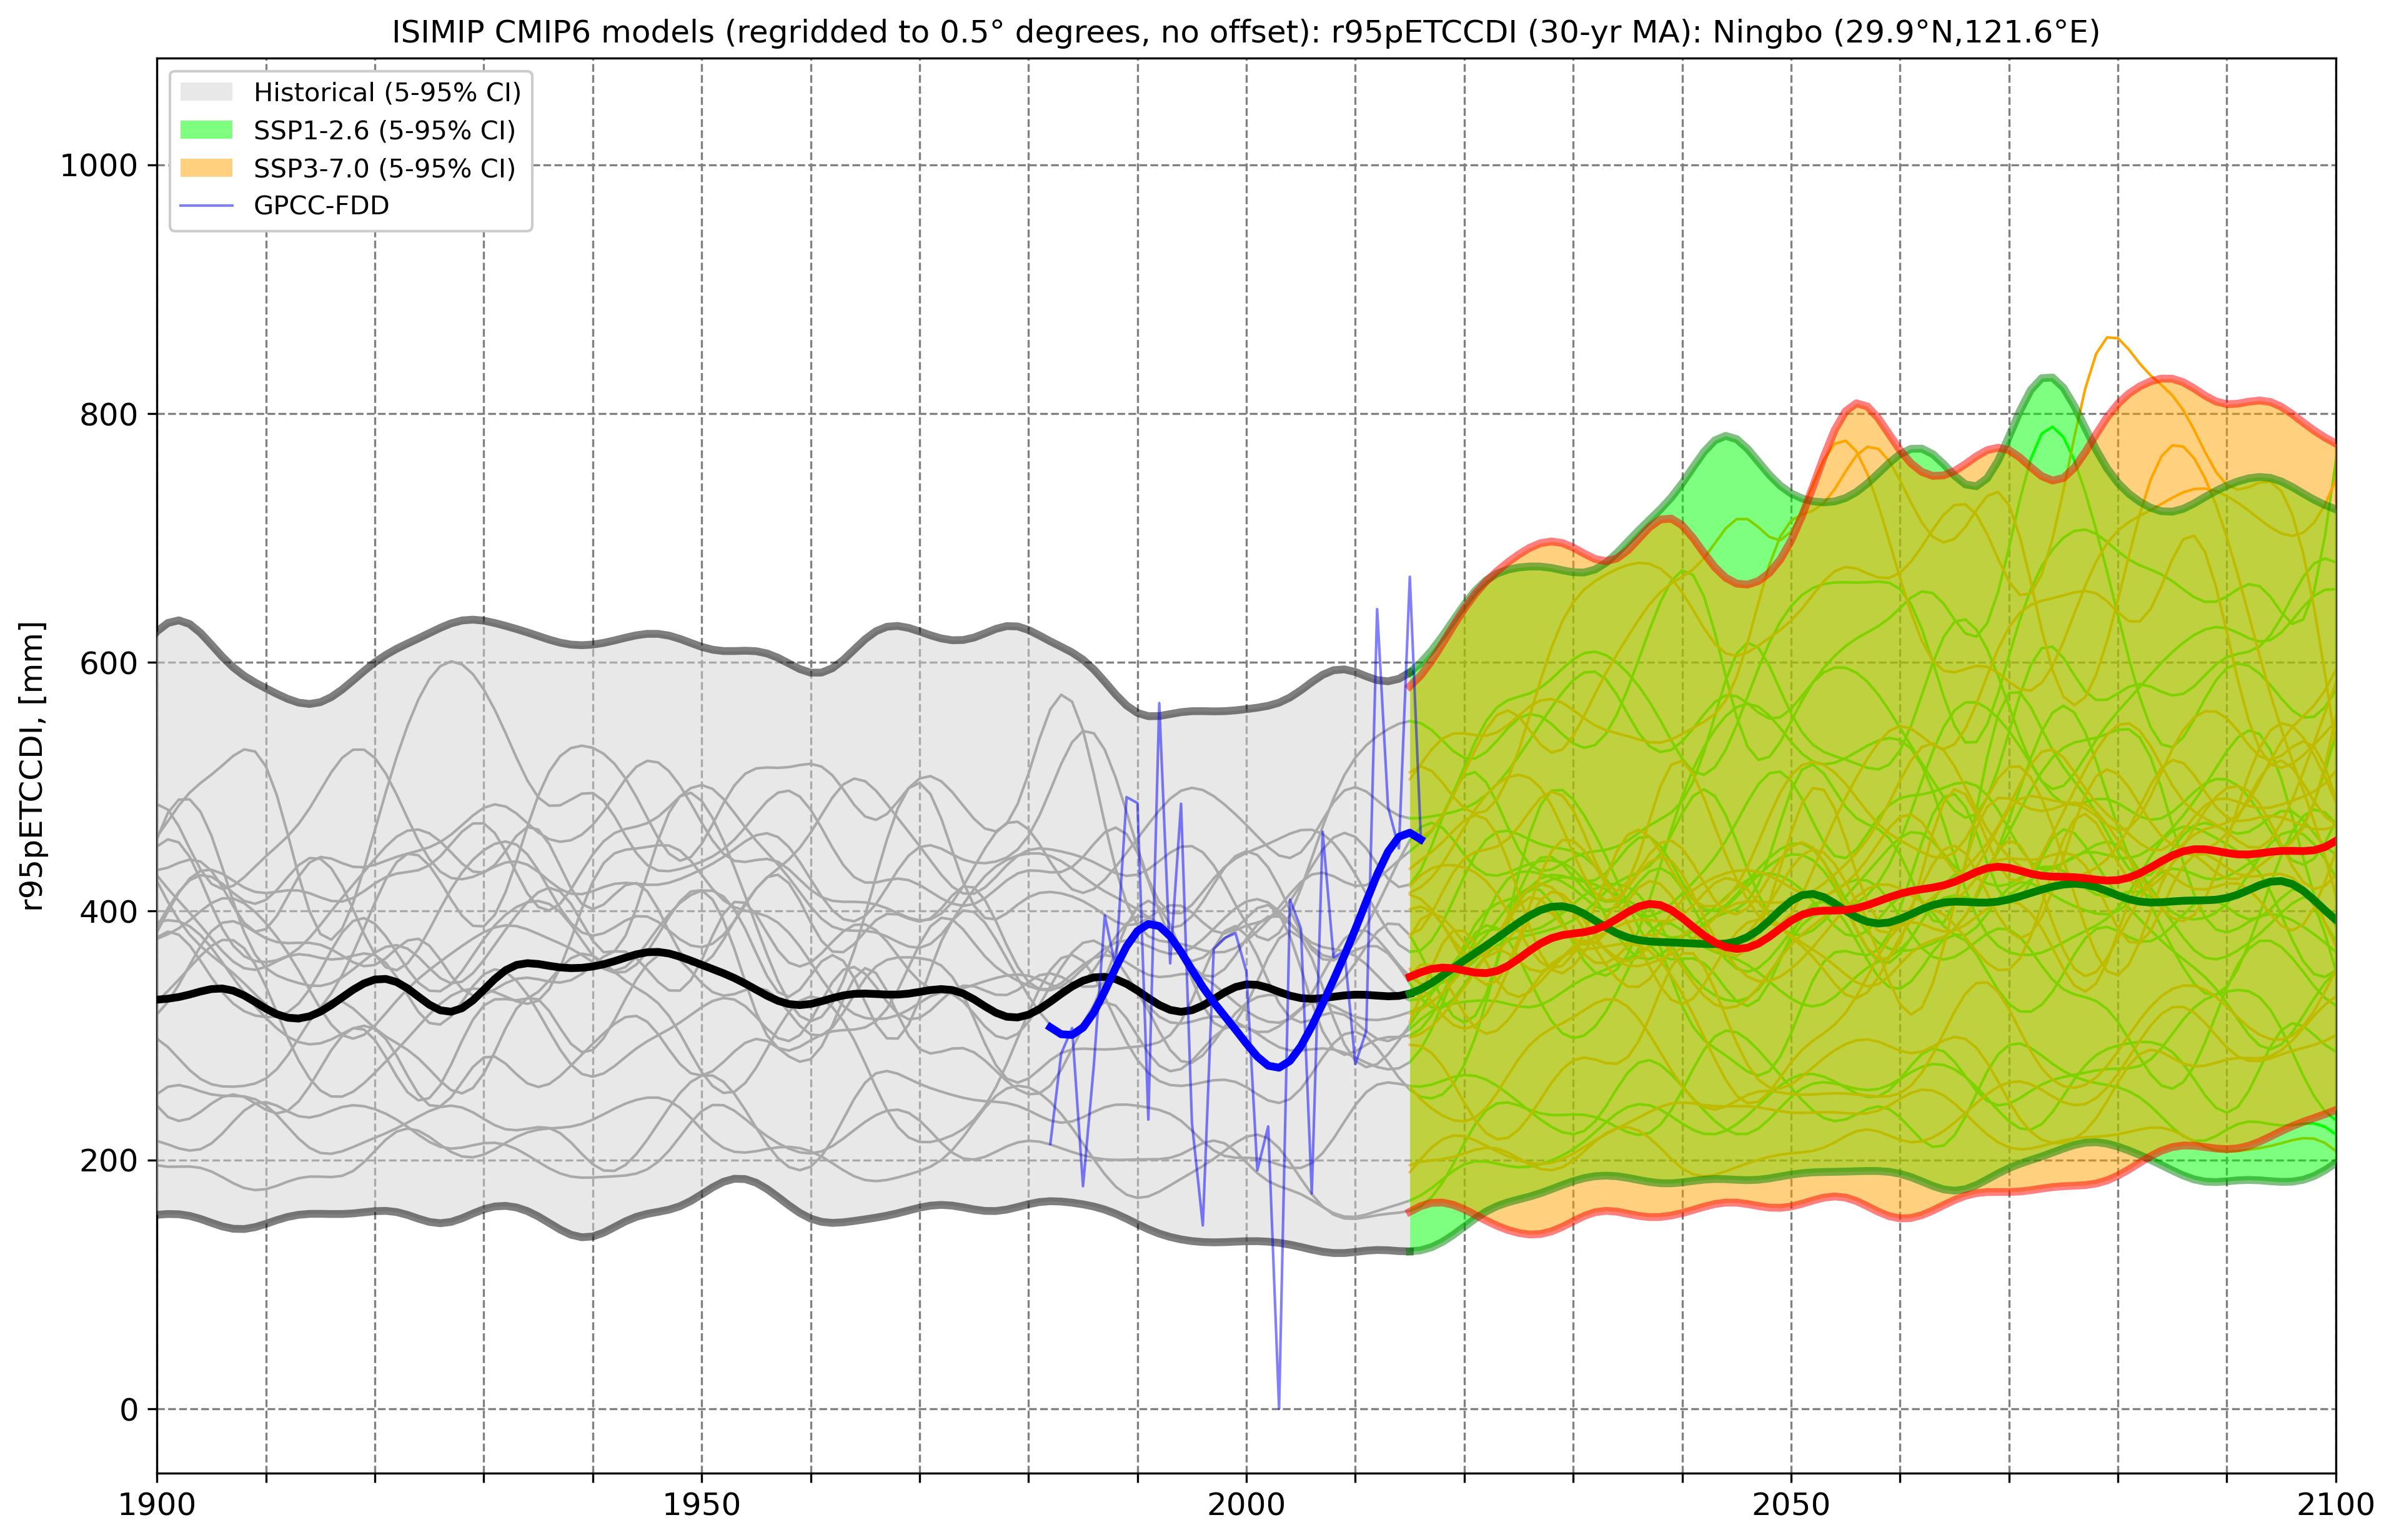 ISIMIP CMIP6 models (regridded to 0.5° degrees, no offset): r95pETCCDI (30-yr MA): Ningbo (29.9°N,121.6°E)
Historical (5-95% CI)
SSP1-2.6 (5-95% CI)
SSP3-7.0 (5-95% CI)
GPCC-FDD
r95pETCCDI, [mm]
1000
800
600
400
200
0
1900
1950
2000
2050
2100